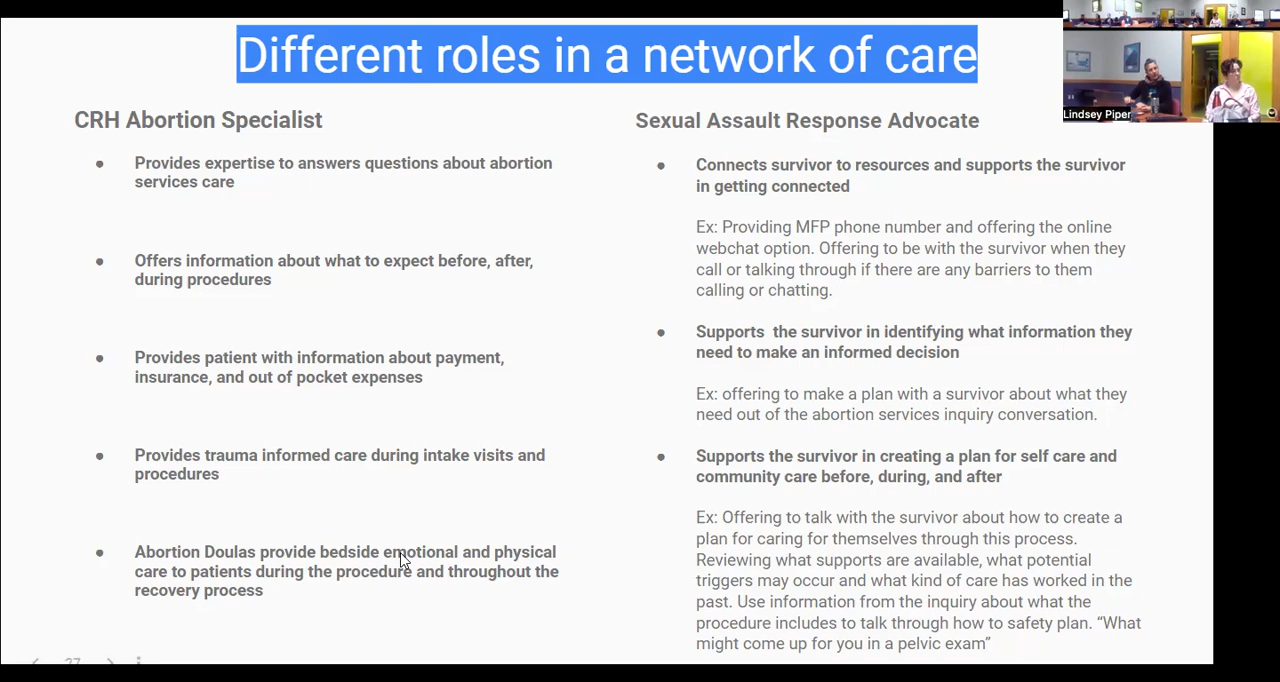 Different roles in a network of care
Lindsey Piper
CRH Abortion Specialist
Provides expertise to answers questions about abortion
services care
Offers information about what to expect before, after,
during procedures
Provides patient with information about payment,
insurance, and out of pocket expenses
Provides trauma informed care during intake visits and
procedures
Abortion Doulas provide bedside emotional and physical
care to patients during the procedure and throughout the
recovery process
27
Sexual Assault Response Advocate
Connects survivor to resources and supports the survivor
in getting connected
Ex: Providing MFP phone number and offering the online
webchat option. Offering to be with the survivor when they
call or talking through if there are any barriers to them
calling or chatting.
Supports  the survivor in identifying what information they
need to make an informed decision
Ex: offering to make a plan with a survivor about what they
need out of the abortion services inquiry conversation.
Supports the survivor in creating a plan for self care and
community care before, during, and after
Ex: Offering to talk with the survivor about how to create a
plan for caring for themselves through this process.
Reviewing what supports are available, what potential
triggers may occur and what kind of care has worked in the
past. Use information from the inquiry about what the
procedure includes to talk through how to safety plan. “What
might come up for you in a pelvic exam”